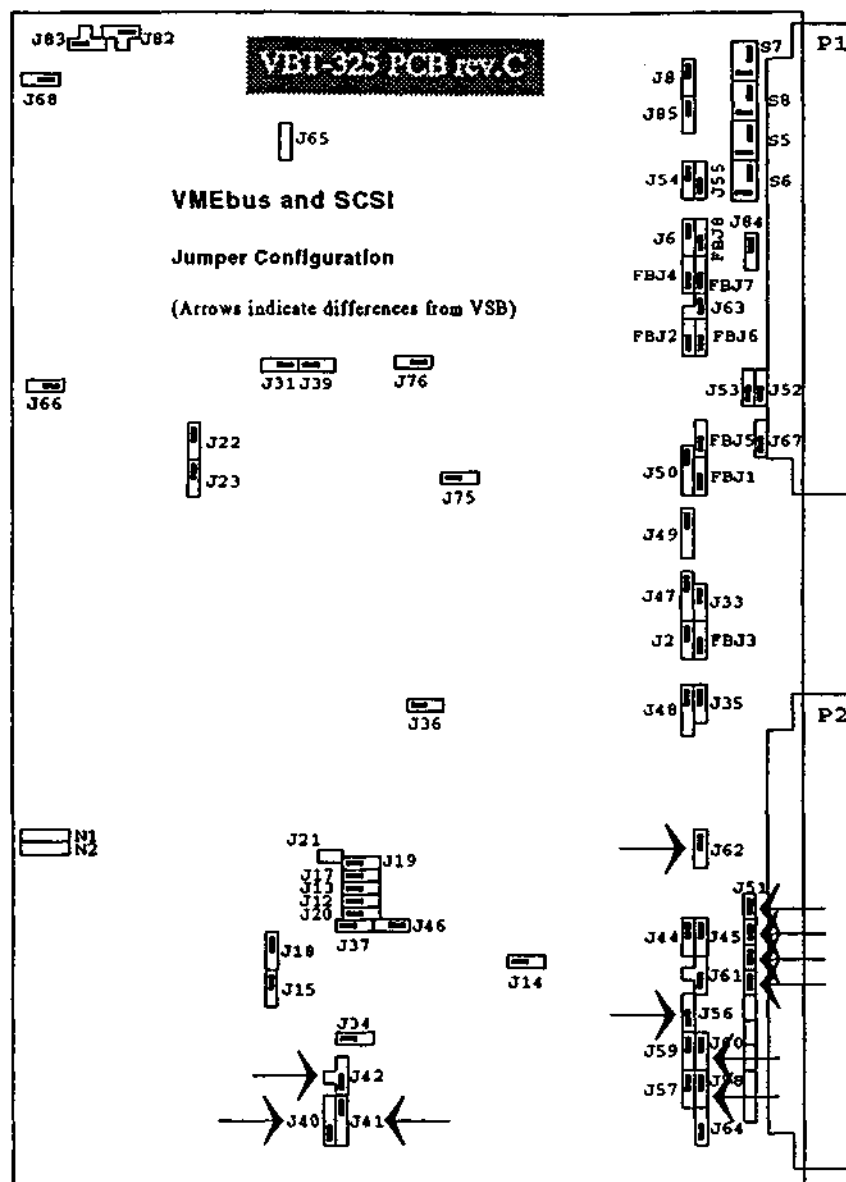 J83 J82 P1
VBT-325 PCB rev.C
S7
J68 J8
J85 S8
J65 S5
J54 J55 S6
VMEbus and SCSI
J84
J6 FBJ8
Jumper Configuration
FBJ4 FBJ7
J63
(Arrows indicate differences from VSB)
FBJ2 FBJ6
J31 J39 J76
J66 J53 J52
J22 FBJ5 J67
J23 J50 FBJ1
J75
J49
J47 J33
J2 FBJ3
J48 J35
J36 P2
N1
N2
J21 J62
J19
J17
J13 J51
J12
J20
J37 J46 J44 J45
J18 J14 J61
J15
J56
J34 J59 J60
J42 J57
J40 J41 J64